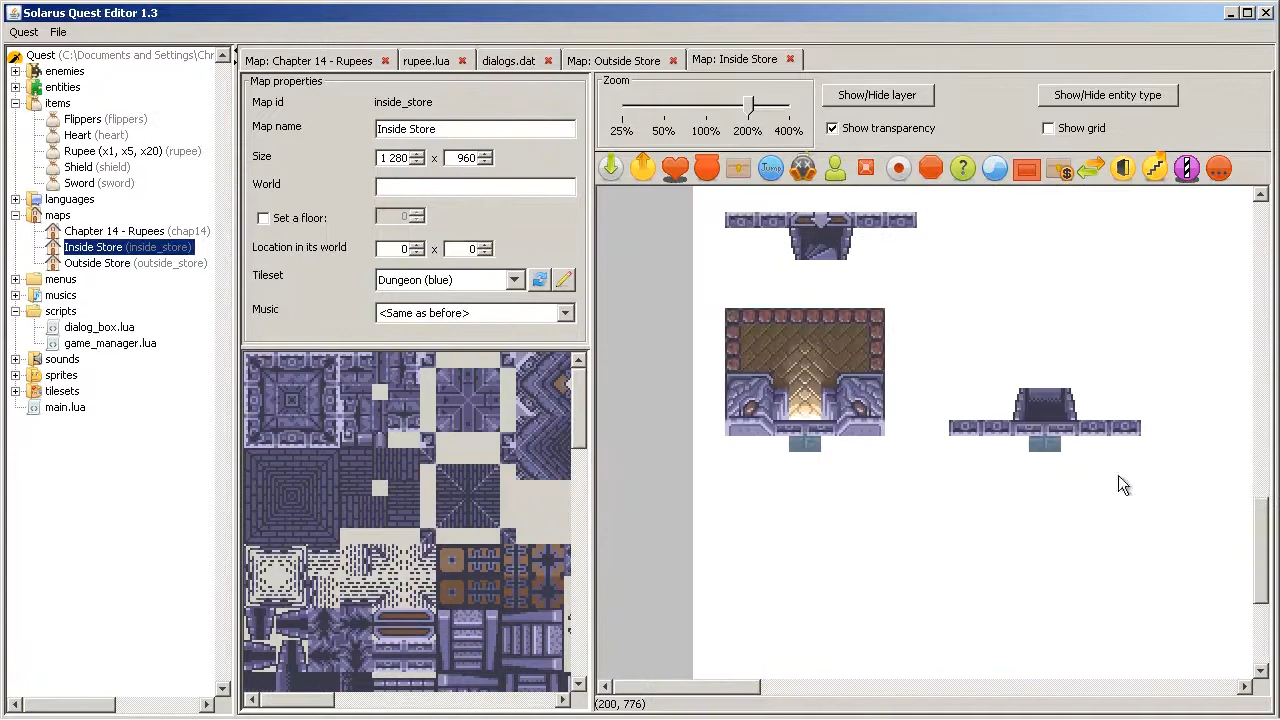 Solarus Quest Editor 1.3
Quest File
Quest (C:\Documents and Settings\Chr
enemies
entities
items
Flippers (flippers)
Heart (heart)
Rupee (x1, x5, x20) (rupee)
Shield (shield)
Sword (sword)
languages
maps
Chapter 14 - Rupees (map14)
Inside Store (inside_store)
Outside Store (outside_store)
menus
musics
scripts
dialog_box.lua
game_manager.lua
sounds
sprites
tilesets
main.lua
Map: Chapter 14 - Rupees
rupee.lua
dialogs.dat
Map: Outside Store
Map: Inside Store
Map properties
Map id inside_store
Map name Inside Store
Size 1 280 x 960
World
Set a floor: 0
Location in its world 0 x 0
Tileset Dungeon (blue)
Music <Same as before>
Zoom
25% 50% 100% 200% 400%
Show/Hide layer
Show/Hide entity type
Show transparency
Show grid
Jump
?
$
(200, 776)